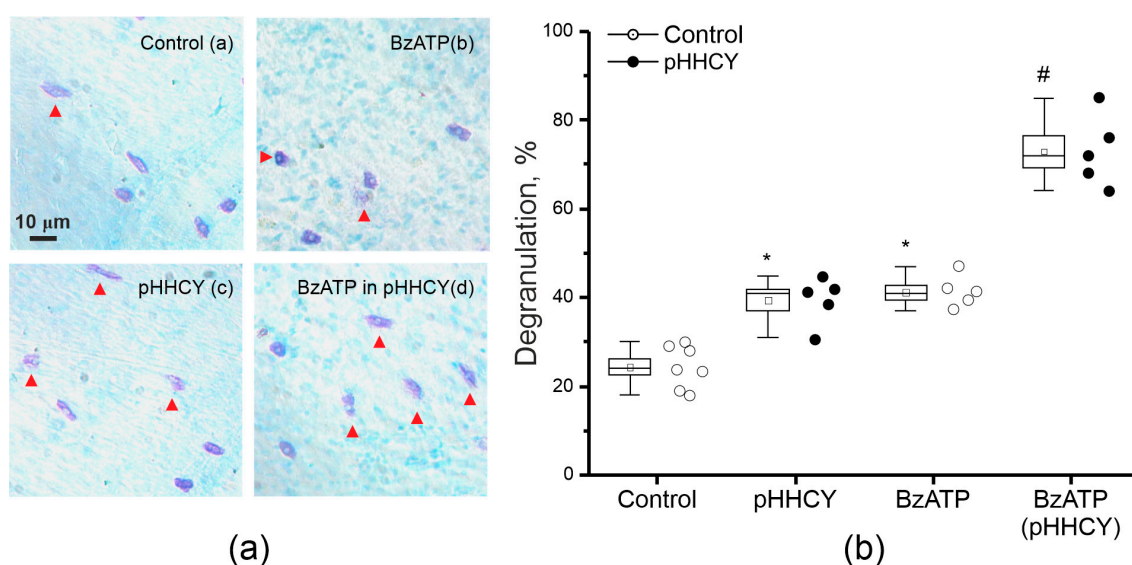 Control (a)
BzATP(b)
10 μm
pHHCY (c)
BzATP in pHHCY(d)
(a)
Degranulation, %
100
80
60
40
20
0
Control
pHHCY
*
*
#
Control
pHHCY
BzATP
BzATP
(pHHCY)
(b)